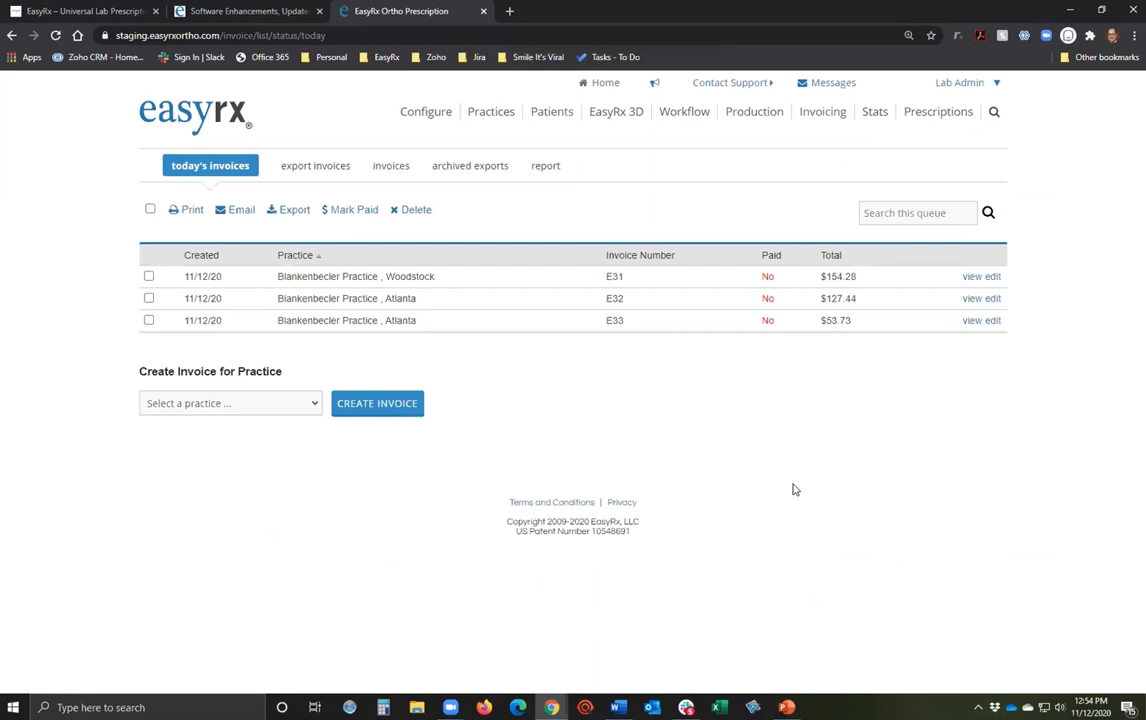 EasyRx – Universal Lab Prescripti
Software Enhancements, Update
EasyRx Ortho Prescription
staging.easyrxortho.com/invoice/list/status/today
Apps
Zoho CRM - Home...
Sign In | Slack
Office 365
Personal
EasyRx
Zoho
Jira
Smile It's Viral
Tasks - To Do
Other bookmarks
Home
Contact Support
Messages
Lab Admin
easyrx®
Configure
Practices
Patients
EasyRx 3D
Workflow
Production
Invoicing
Stats
Prescriptions
today's invoices
export invoices
invoices
archived exports
report
Print
Email
Export
$ Mark Paid
Delete
Search this queue
Created Practice Invoice Number Paid Total
11/12/20 Blankenbecler Practice , Woodstock E31 No $154.28 view edit
11/12/20 Blankenbecler Practice , Atlanta E32 No $127.44 view edit
11/12/20 Blankenbecler Practice , Atlanta E33 No $53.73 view edit
Create Invoice for Practice
Select a practice ...
CREATE INVOICE
Terms and Conditions | Privacy
Copyright 2009-2020 EasyRx, LLC
US Patent Number 10548691
Type here to search
12:54 PM
11/12/2020
15